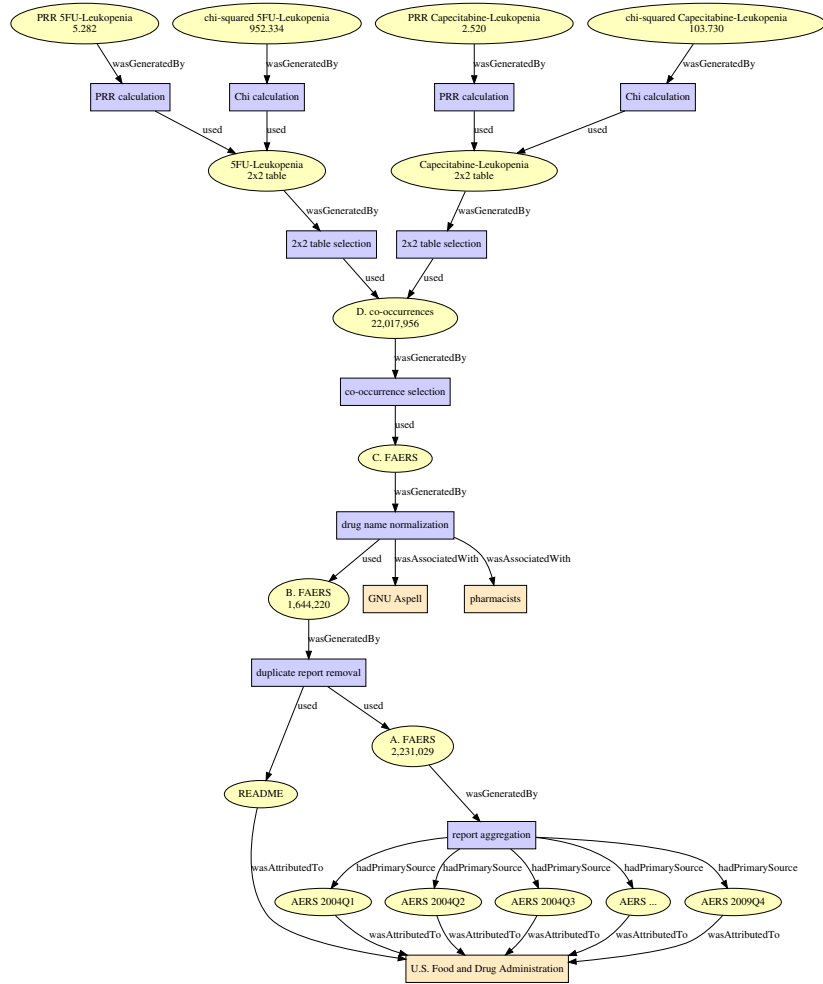 PRR 5FU-Leukopenia
5.282
chi-squared 5FU-Leukopenia
952.334
PRR Capecitabine-Leukopenia
2.520
chi-squared Capecitabine-Leukopenia
103.730
wasGeneratedBy
wasGeneratedBy
wasGeneratedBy
wasGeneratedBy
PRR calculation
Chi calculation
PRR calculation
Chi calculation
used
used
used
used
5FU-Leukopenia
2x2 table
Capecitabine-Leukopenia
2x2 table
wasGeneratedBy
wasGeneratedBy
2x2 table selection
2x2 table selection
used
used
D. co-occurrences
22,017,956
wasGeneratedBy
co-occurrence selection
used
C. FAERS
wasGeneratedBy
drug name normalization
used
wasAssociatedWith
wasAssociatedWith
B. FAERS
1,644,220
GNU Aspell
pharmacists
wasGeneratedBy
duplicate report removal
used
used
A. FAERS
2,231,029
README
wasGeneratedBy
report aggregation
wasAttributedTo
hadPrimarySource
hadPrimarySource
hadPrimarySource
hadPrimarySource
hadPrimarySource
AERS 2004Q1
AERS 2004Q2
AERS 2004Q3
AERS ...
AERS 2009Q4
wasAttributedTo
wasAttributedTo
wasAttributedTo
wasAttributedTo
wasAttributedTo
U.S. Food and Drug Administration